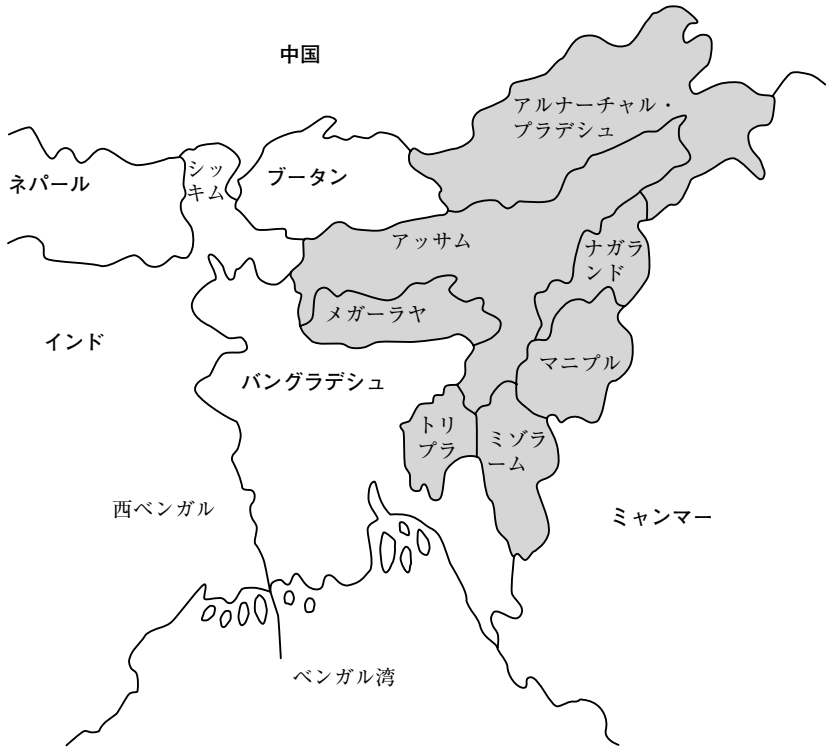 中国
アルナーチャル・
プラデシュ
シッ
キム
ネパール
ブータン
アッサム
ナガラ
ンド
メガーラヤ
インド
マニプル
バングラデシュ
トリ
プラ
ミゾラ
ーム
西ベンガル
ミャンマー
ベンガル湾